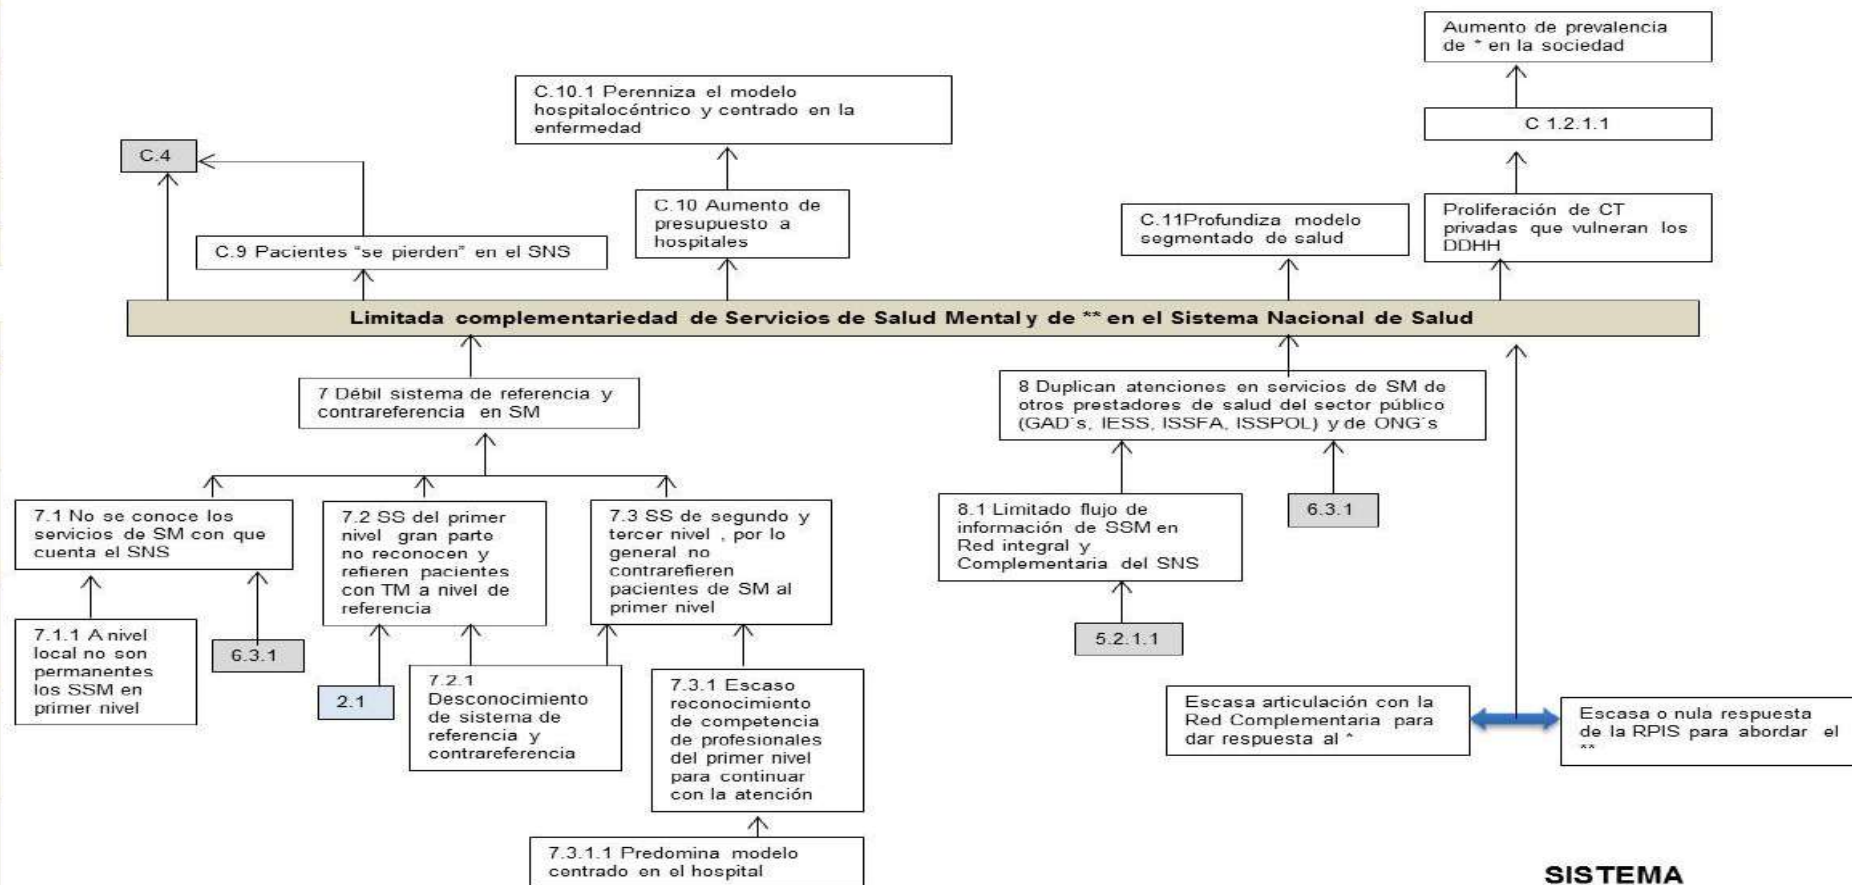 Aumento de prevalencia
de * en la sociedad
C.10.1 Perenniza el modelo
hospitalocéntrico y centrado en la
enfermedad
C 1.2.1.1
C.4
C.10 Aumento de
presupuesto a
hospitales
C.11Profundiza modelo
segmentado de salud
Proliferación de CT
privadas que vulneran los
DDHH
C.9 Pacientes “se pierden” en el SNS
Limitada complementariedad de Servicios de Salud Mental y de ** en el Sistema Nacional de Salud
7 Débil sistema de referencia y
contrareferencia en SM
8 Duplican atenciones en servicios de SM de
otros prestadores de salud del sector público
(GAD´s, IESS, ISSFA, ISSPOL) y de ONG´s
7.1 No se conoce los
servicios de SM con que
cuenta el SNS
7.2 SS del primer
nivel gran parte
no reconocen y
refieren pacientes
con TM a nivel de
referencia
7.3 SS de segundo y
tercer nivel , por lo
general no
contrarefieren
pacientes de SM al
primer nivel
8.1 Limitado flujo de
información de SSM en
Red integral y
Complementaria del SNS
6.3.1
7.1.1 A nivel
local no son
permanentes
los SSM en
primer nivel
6.3.1
2.1
7.2.1
Desconocimiento
de sistema de
referencia y
contrareferencia
7.3.1 Escaso
reconocimiento
de competencia
de profesionales
del primer nivel
para continuar
con la atención
5.2.1.1
Escasa articulación con la
Red Complementaria para
dar respuesta al *
Escasa o nula respuesta
de la RPIS para abordar el
**
7.3.1.1 Predomina modelo
centrado en el hospital
SISTEMA